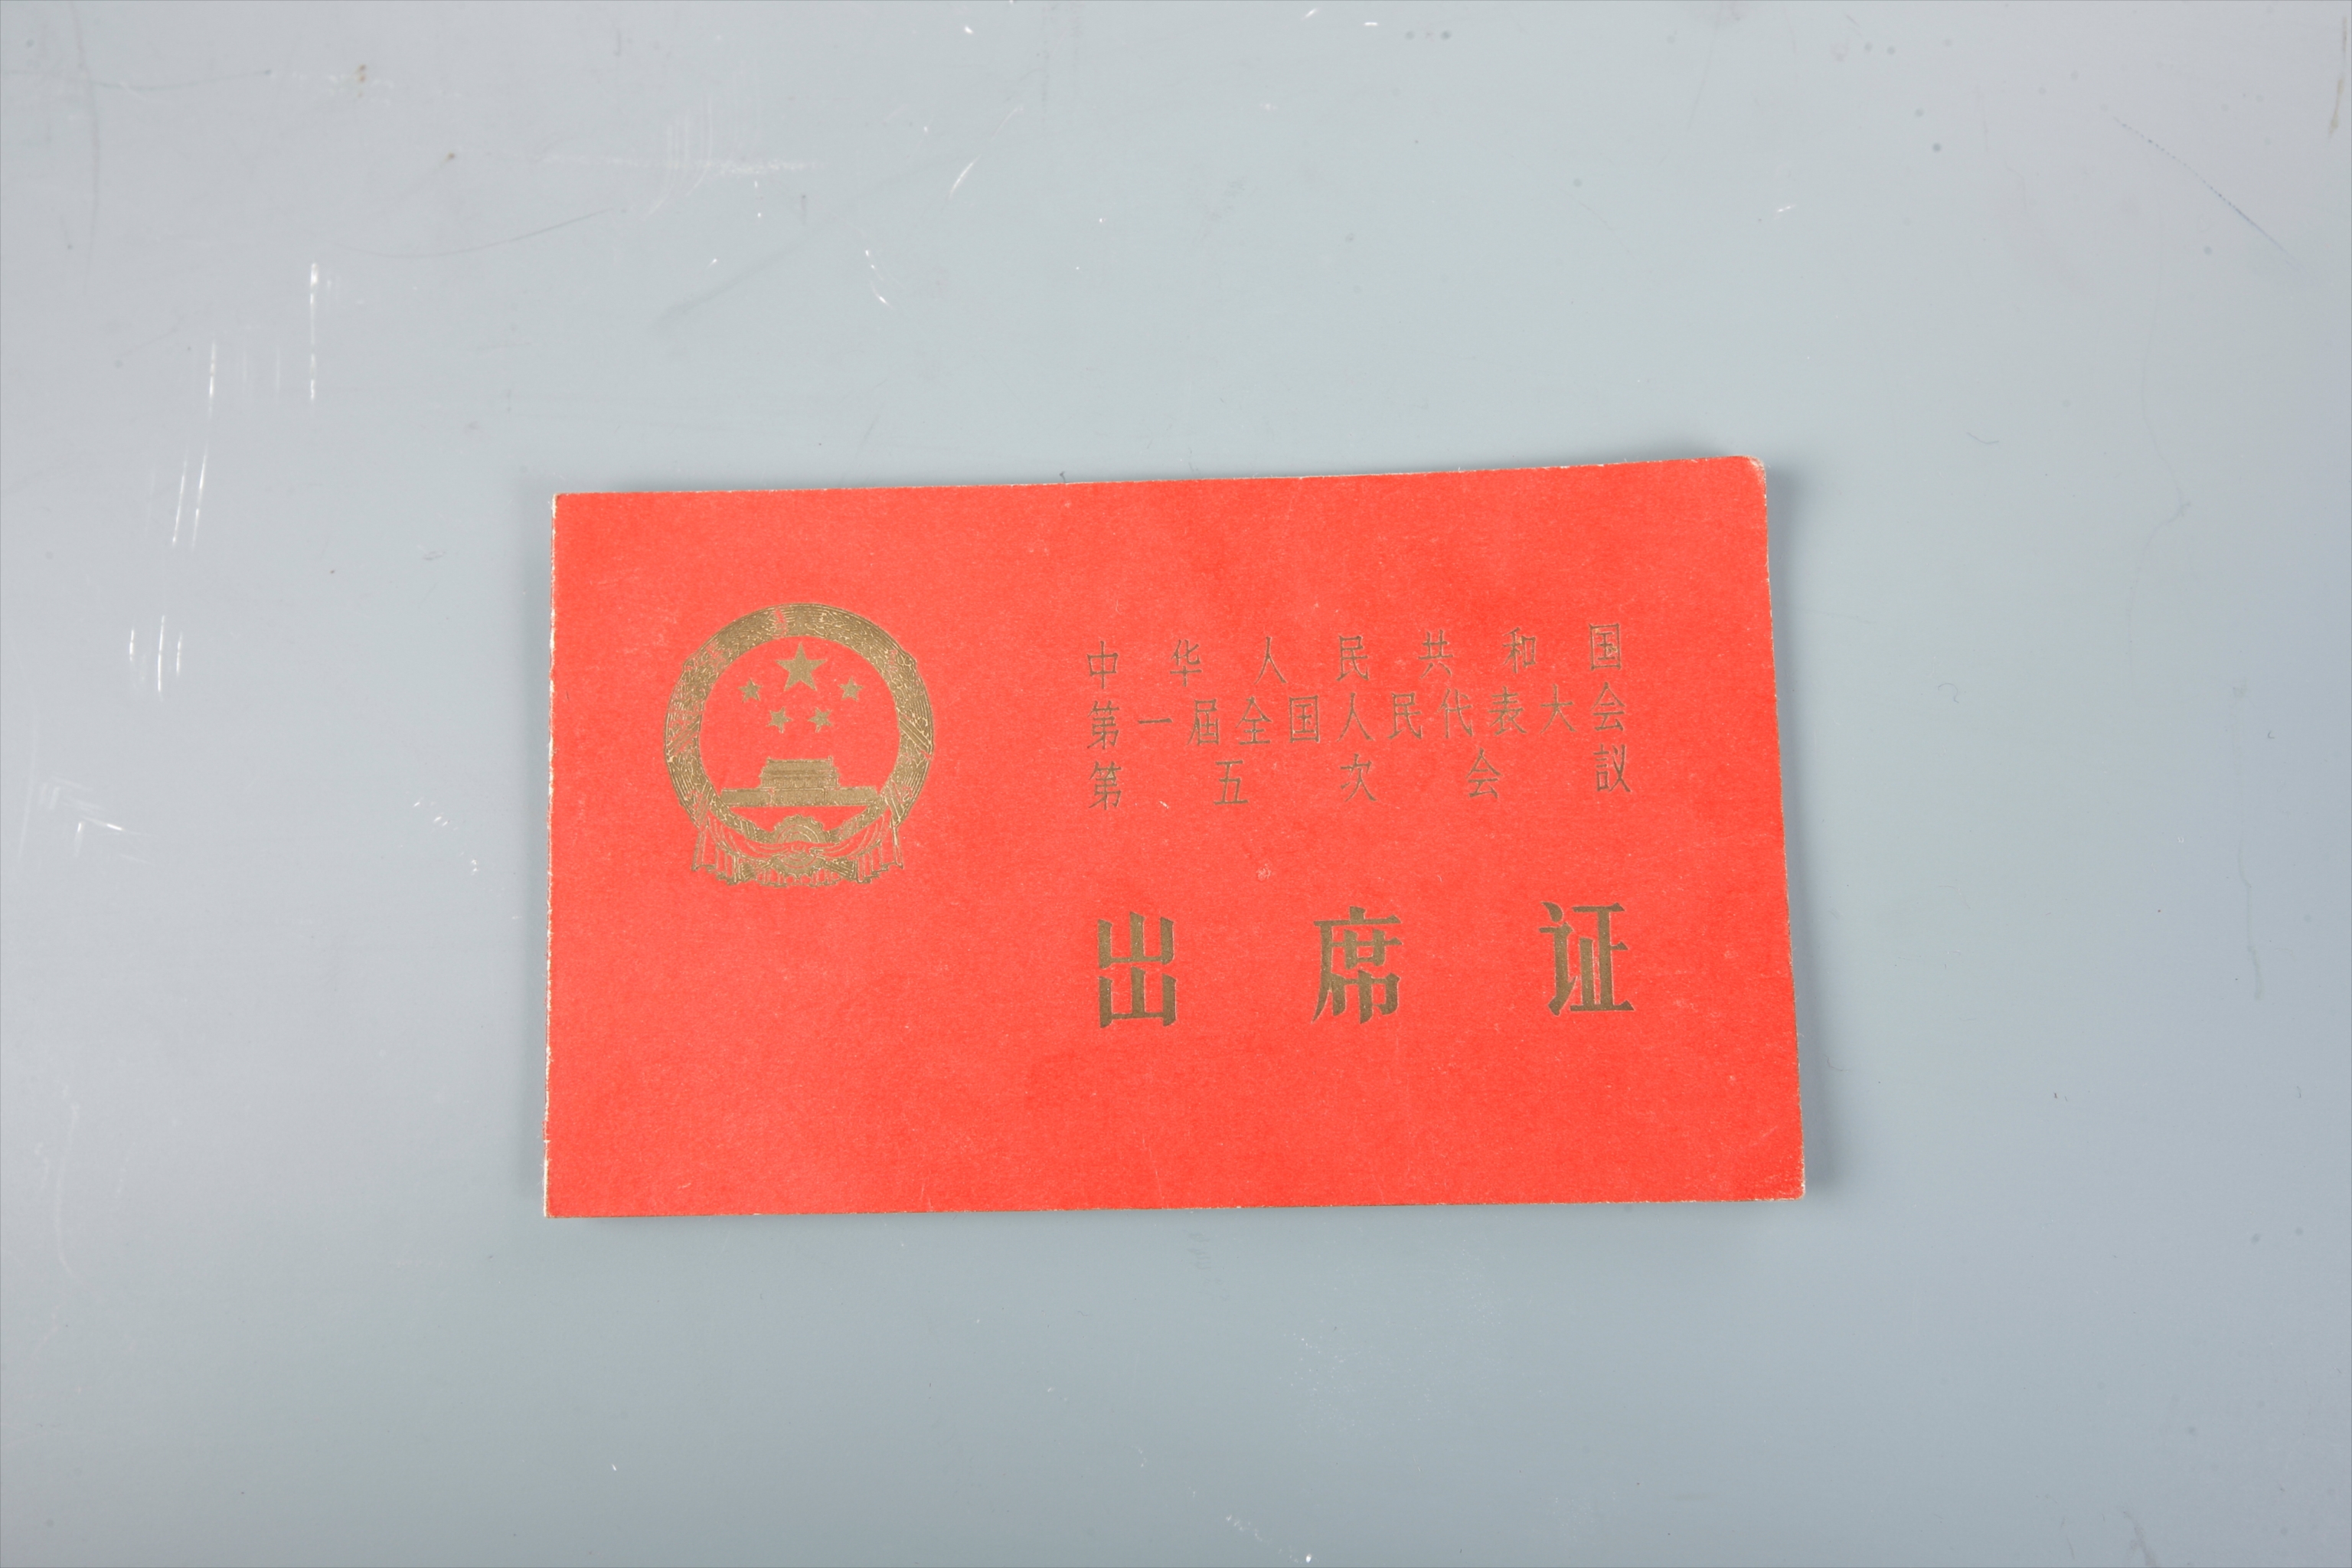 中华人民共和国
第一届全国人民代表大会
第五次会議
出席证